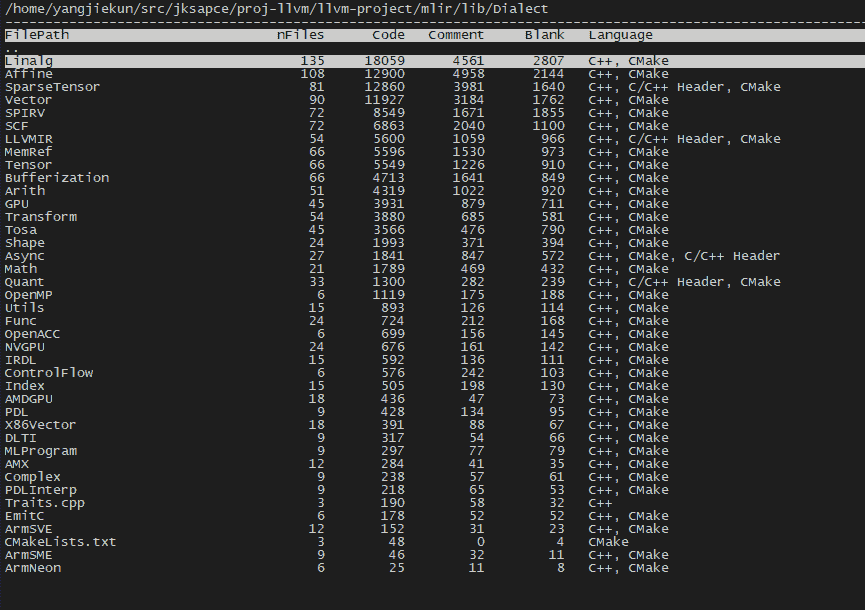 /home/yangjiekun/src/jksapce/proj-llvm/llvm-project/mlir/lib/Dialect
--------------------------------------------------------------------------------
FilePath nFiles Code Comment Blank Language
..
Linalg 135 18059 4561 2807 C++, CMake
Affine 108 12900 4958 2144 C++, CMake
SparseTensor 81 12860 3981 1640 C++, C/C++ Header, CMake
Vector 90 11927 3184 1762 C++, CMake
SPIRV 72 8549 1671 1855 C++, CMake
SCF 72 6863 2040 1100 C++, CMake
LLVMIR 54 5600 1059 966 C++, C/C++ Header, CMake
MemRef 66 5596 1530 973 C++, CMake
Tensor 66 5549 1226 910 C++, CMake
Bufferization 66 4713 1641 849 C++, CMake
Arith 51 4319 1022 920 C++, CMake
GPU 45 3931 879 711 C++, CMake
Transform 54 3880 685 581 C++, CMake
Tosa 45 3566 476 790 C++, CMake
Shape 24 1993 371 394 C++, CMake
Async 27 1841 847 572 C++, CMake, C/C++ Header
Math 21 1789 469 432 C++, CMake
Quant 33 1300 282 239 C++, C/C++ Header, CMake
OpenMP 6 1119 175 188 C++, CMake
Utils 15 893 126 114 C++, CMake
Func 24 724 212 168 C++, CMake
OpenACC 6 699 156 145 C++, CMake
NVGPU 24 676 161 142 C++, CMake
IRDL 15 592 136 111 C++, CMake
ControlFlow 6 576 242 103 C++, CMake
Index 15 505 198 130 C++, CMake
AMDGPU 18 436 47 73 C++, CMake
PDL 9 428 134 95 C++, CMake
X86Vector 18 391 88 67 C++, CMake
DLTI 9 317 54 66 C++, CMake
MLProgram 9 297 77 79 C++, CMake
AMX 12 284 41 35 C++, CMake
Complex 9 238 57 61 C++, CMake
PDLInterp 9 218 65 53 C++, CMake
Traits.cpp 3 190 58 32 C++
EmitC 6 178 52 52 C++, CMake
ArmSVE 12 152 31 23 C++, CMake
CMakeLists.txt 3 48 0 4 CMake
ArmSME 9 46 32 11 C++, CMake
ArmNeon 6 25 11 8 C++, CMake